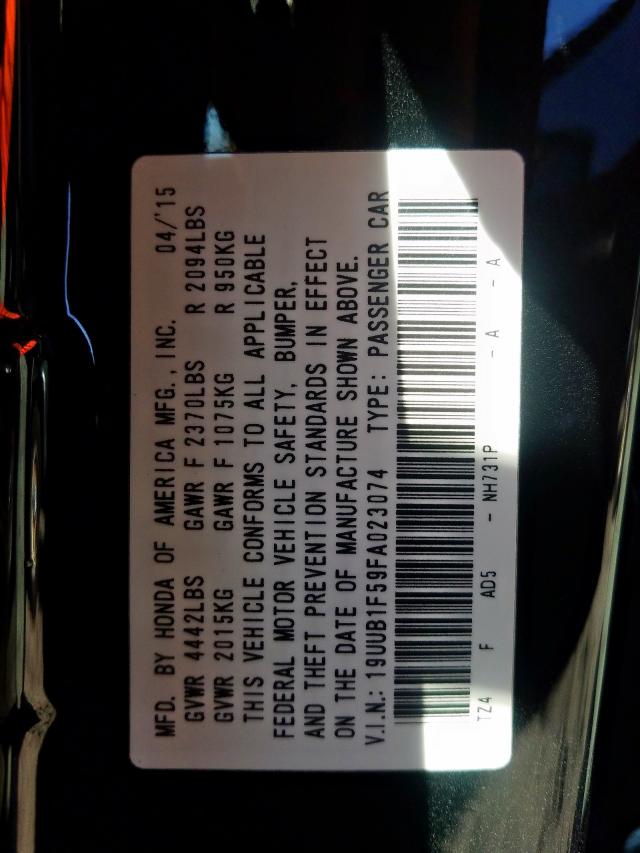 MFD. BY HONDA OF AMERICA MFG., INC. 04/'15
GVWR 4442LBS GAWR F 2370LBS R 2094LBS
GVWR 2015KG GAWR F 1075KG R 950KG
THIS VEHICLE CONFORMS TO ALL APPLICABLE
FEDERAL MOTOR VEHICLE SAFETY, BUMPER,
AND THEFT PREVENTION STANDARDS IN EFFECT
ON THE DATE OF MANUFACTURE SHOWN ABOVE.
V.I.N.: 19UUB1F59FA023074 TYPE: PASSENGER CAR
TZ4 F AD5 - NH731P - A - A